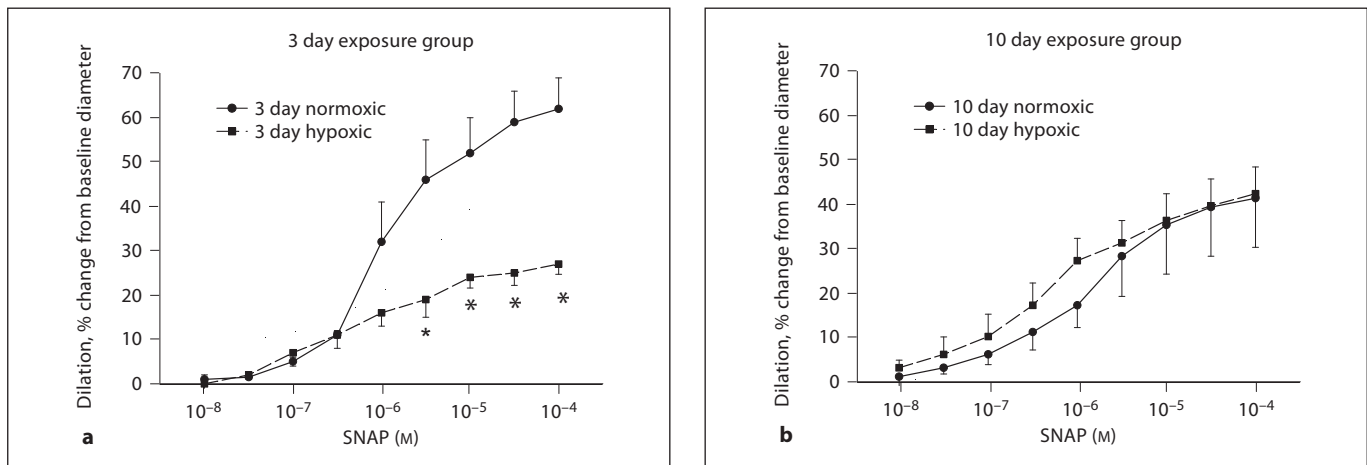 3 day exposure group
Dilation, % change from baseline diameter
70
60
50
40
30
20
10
0
3 day normoxic
3 day hypoxic
*
*
*
*
10⁻⁸
10⁻⁷
10⁻⁶
10⁻⁵
10⁻⁴
SNAP (M)
a
10 day exposure group
Dilation, % change from baseline diameter
70
60
50
40
30
20
10
0
10 day normoxic
10 day hypoxic
10⁻⁸
10⁻⁷
10⁻⁶
10⁻⁵
10⁻⁴
SNAP (M)
b